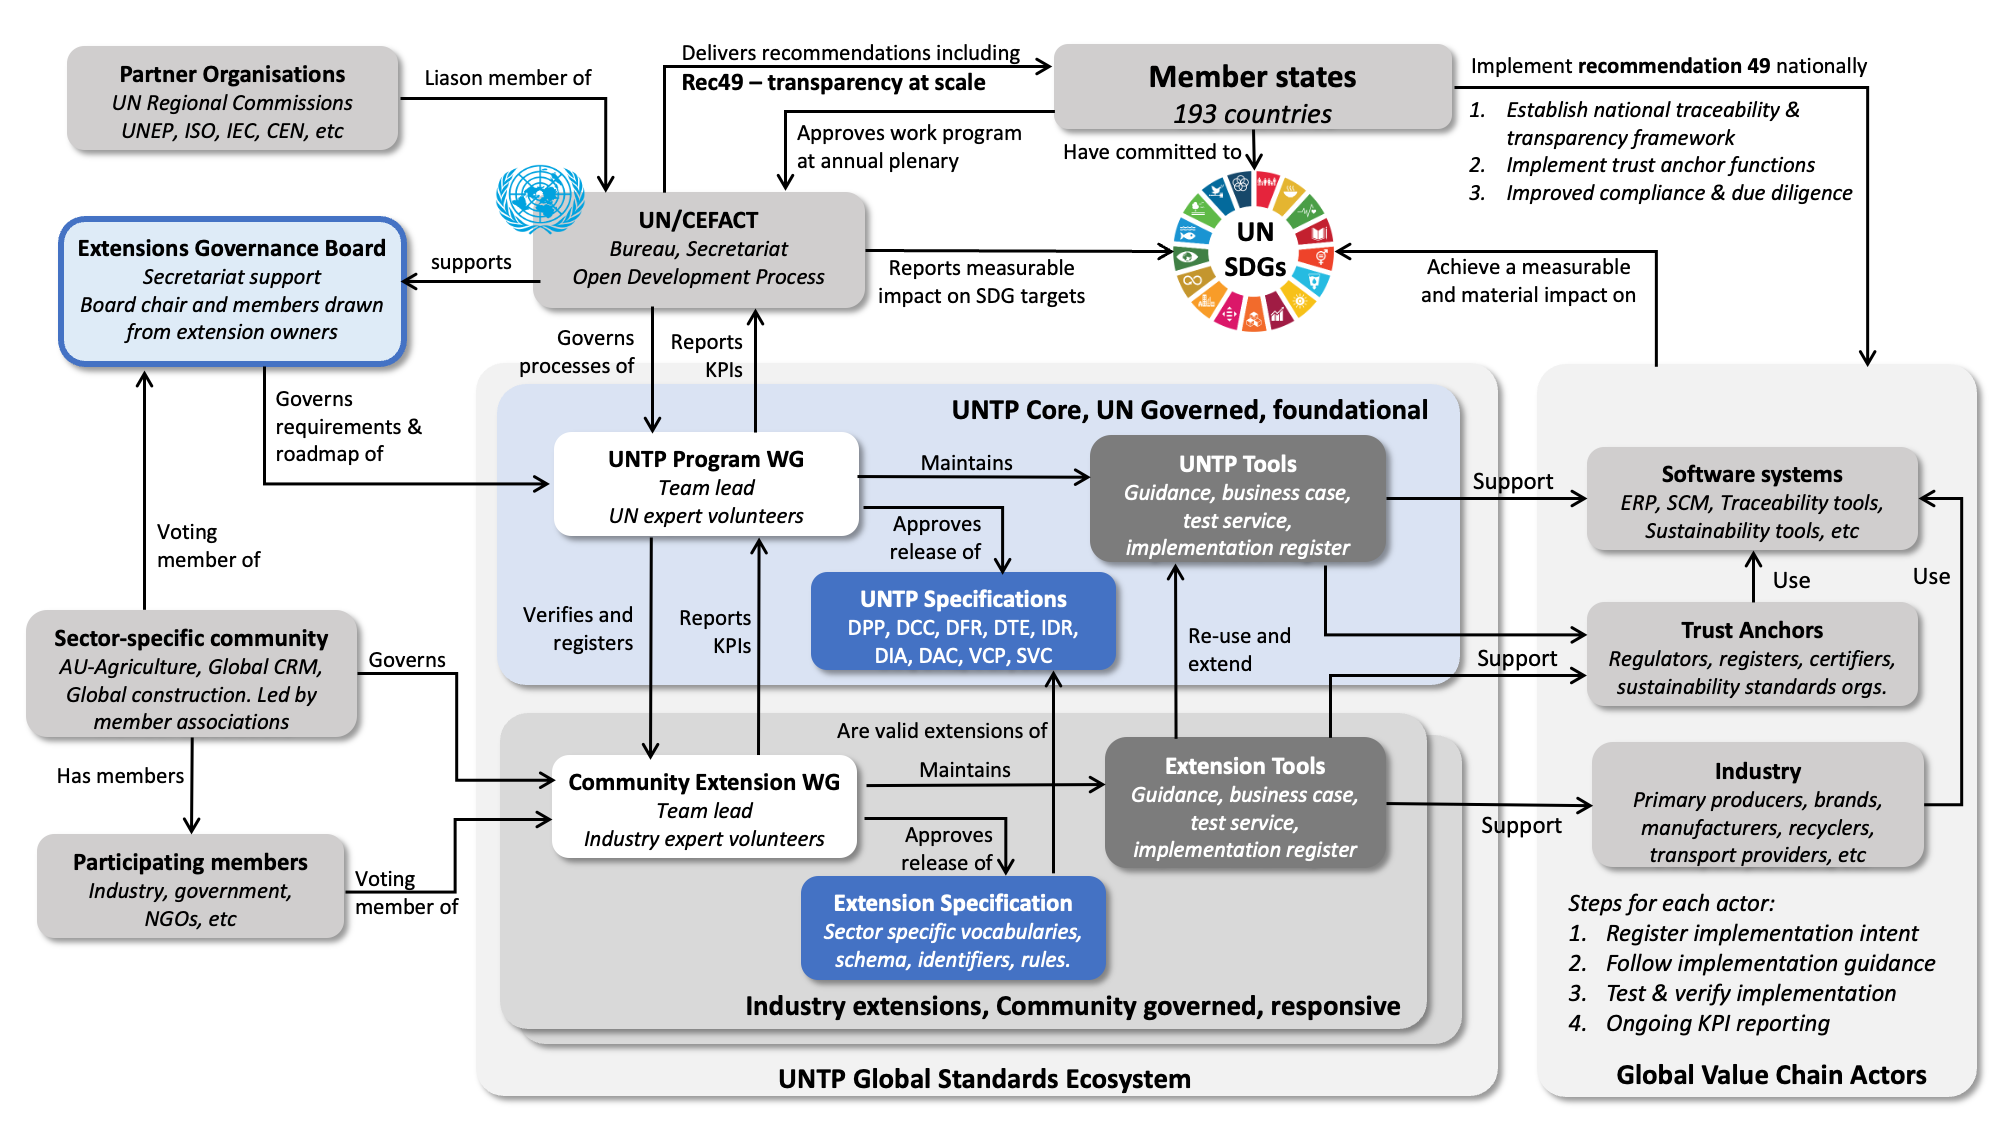 Partner Organisations
UN Regional Commissions
UNEP, ISO, IEC, CEN, etc
Liason member of
Delivers recommendations including
Rec49 – transparency at scale
Member states
193 countries
Implement recommendation 49 nationally
1. Establish national traceability &
transparency framework
2. Implement trust anchor functions
3. Improved compliance & due diligence
Approves work program
at annual plenary
Have committed to
UN/CEFACT
Bureau, Secretariat
Open Development Process
UN
SDGs
Extensions Governance Board
Secretariat support
Board chair and members drawn
from extension owners
supports
Reports measurable
impact on SDG targets
Achieve a measurable
and material impact on
Governs
processes of
Reports
KPIs
Governs
requirements &
roadmap of
UNTP Core, UN Governed, foundational
UNTP Program WG
Team lead
UN expert volunteers
Maintains
UNTP Tools
Guidance, business case,
test service,
implementation register
Support
Software systems
ERP, SCM, Traceability tools,
Sustainability tools, etc
Approves
release of
Voting
member of
UNTP Specifications
DPP, DCC, DFR, DTE, IDR,
DIA, DAC, VCP, SVC
Use
Use
Verifies and
registers
Reports
KPIs
Re-use and
extend
Sector-specific community
AU-Agriculture, Global CRM,
Global construction. Led by
member associations
Governs
Support
Trust Anchors
Regulators, registers, certifiers,
sustainability standards orgs.
Are valid extensions of
Has members
Community Extension WG
Team lead
Industry expert volunteers
Maintains
Extension Tools
Guidance, business case,
test service,
implementation register
Support
Industry
Primary producers, brands,
manufacturers, recyclers,
transport providers, etc
Approves
release of
Participating members
Industry, government,
NGOs, etc
Voting
member of
Extension Specification
Sector specific vocabularies,
schema, identifiers, rules.
Industry extensions, Community governed, responsive
Steps for each actor:
1. Register implementation intent
2. Follow implementation guidance
3. Test & verify implementation
4. Ongoing KPI reporting
UNTP Global Standards Ecosystem
Global Value Chain Actors